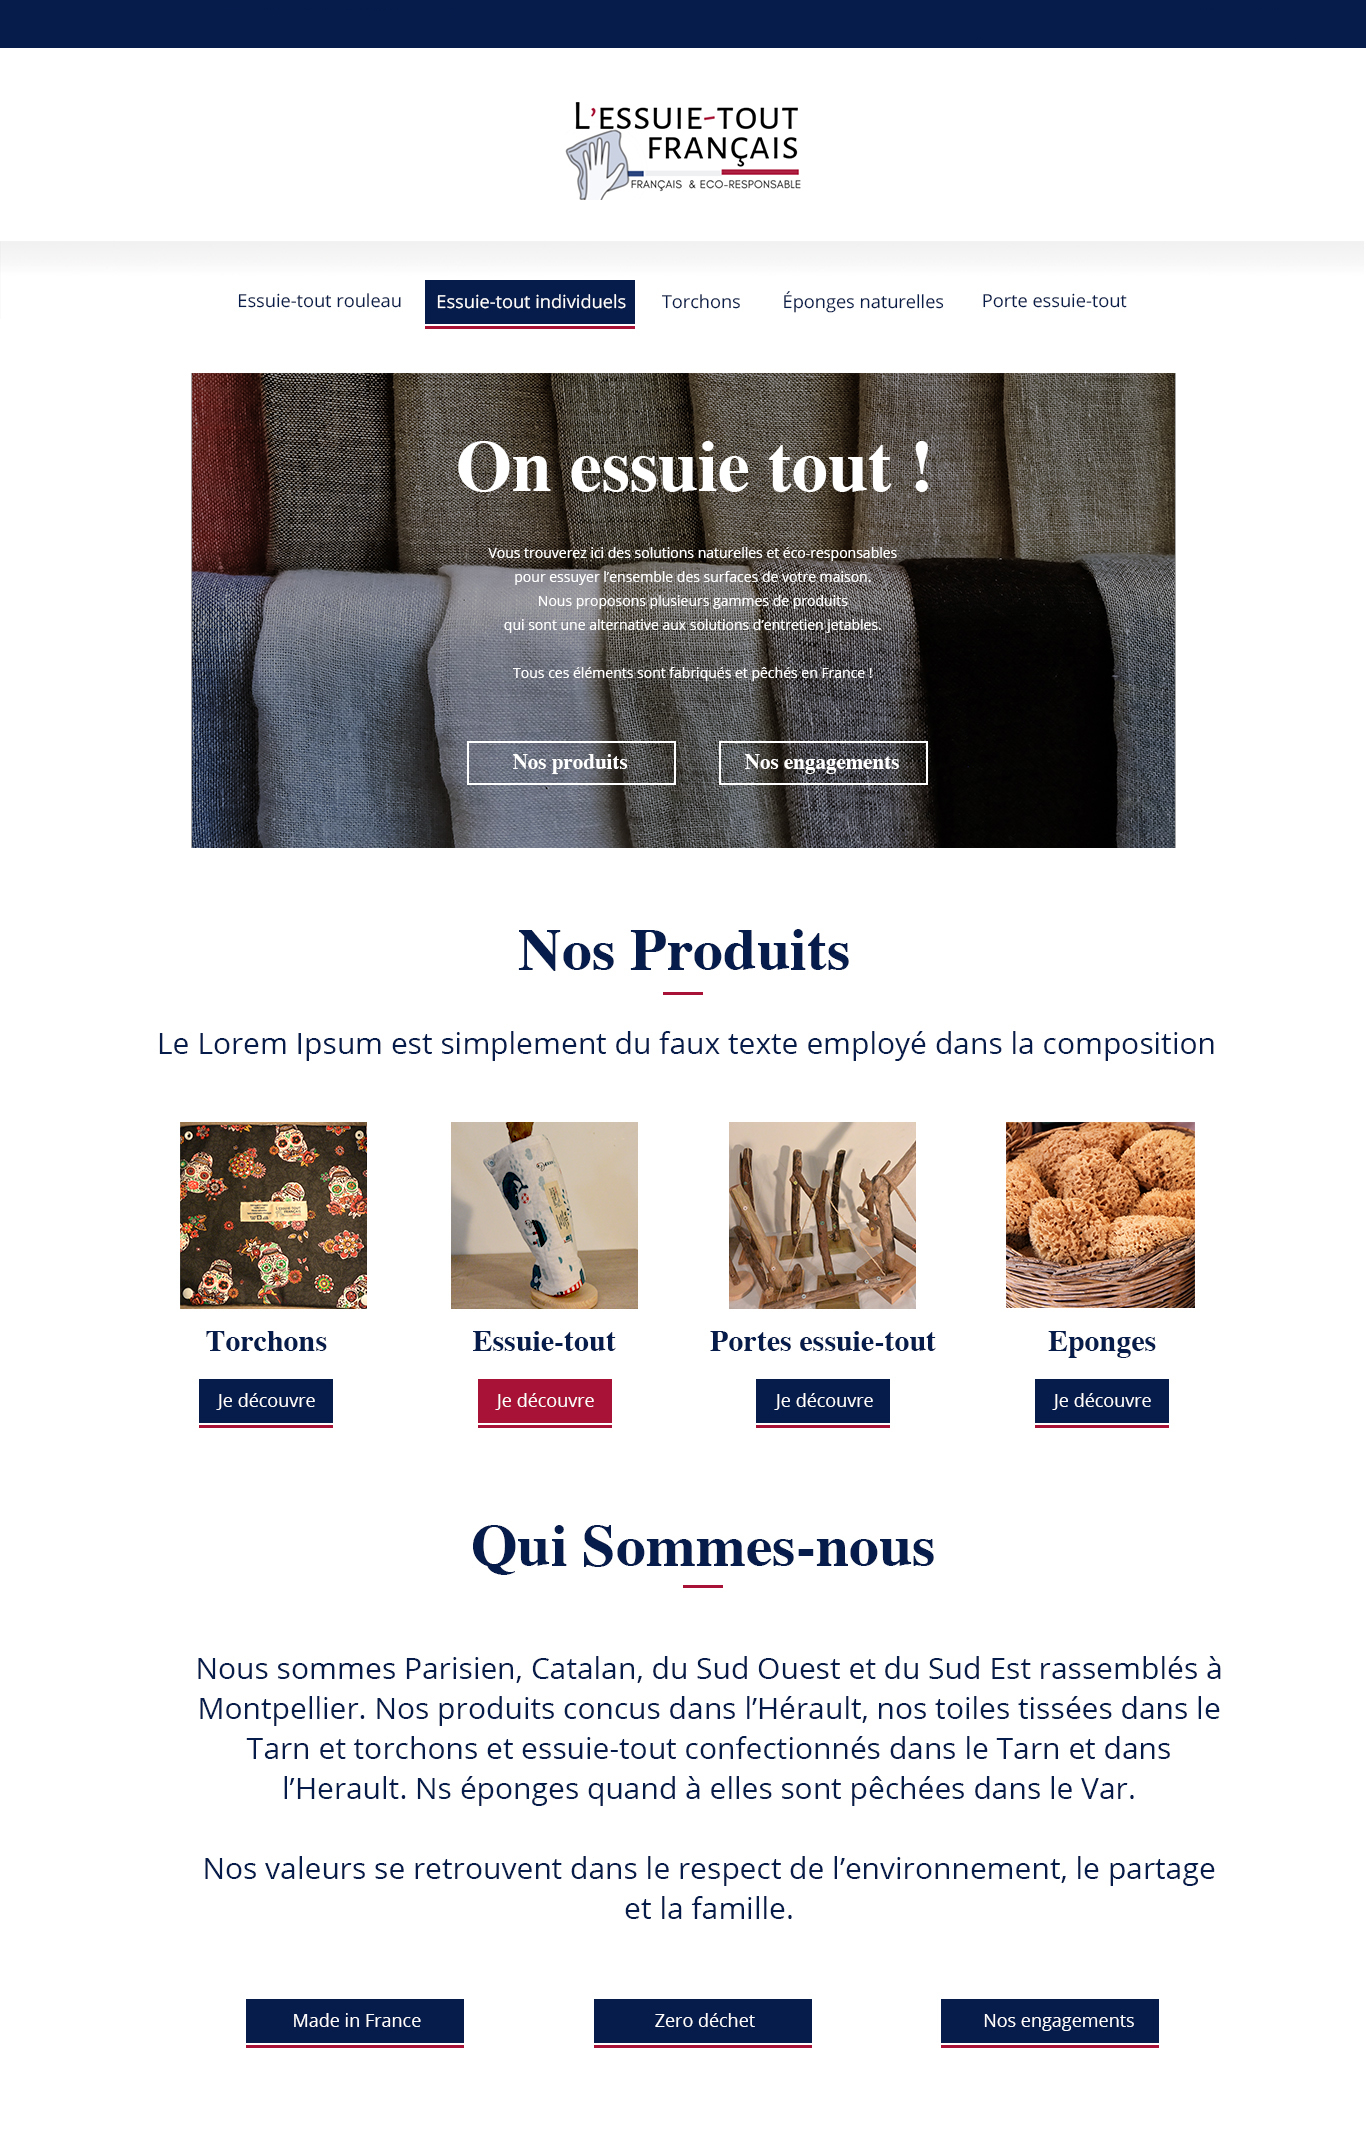 L'ESSUIE-TOUT
FRANÇAIS
FRANÇAIS & ECO-RESPONSABLE
Essuie-tout rouleau Essuie-tout individuels Torchons Éponges naturelles Porte essuie-tout
On essuie tout !
Vous trouverez ici des solutions naturelles et éco-responsables
pour essuyer l'ensemble des surfaces de votre maison.
Nous proposons plusieurs gammes de produits
qui sont une alternative aux solutions d'entretien jetables.
Tous ces éléments sont fabriqués et pêchés en France !
Nos produits Nos engagements
Nos Produits
Le Lorem Ipsum est simplement du faux texte employé dans la composition
Torchons Essuie-tout Portes essuie-tout Eponges
Je découvre Je découvre Je découvre Je découvre
Qui Sommes-nous
Nous sommes Parisien, Catalan, du Sud Ouest et du Sud Est rassemblés à
Montpellier. Nos produits concus dans l'Hérault, nos toiles tissées dans le
Tarn et torchons et essuie-tout confectionnés dans le Tarn et dans
l'Herault. Ns éponges quand à elles sont pêchées dans le Var.
Nos valeurs se retrouvent dans le respect de l'environnement, le partage
et la famille.
Made in France Zero déchet Nos engagements